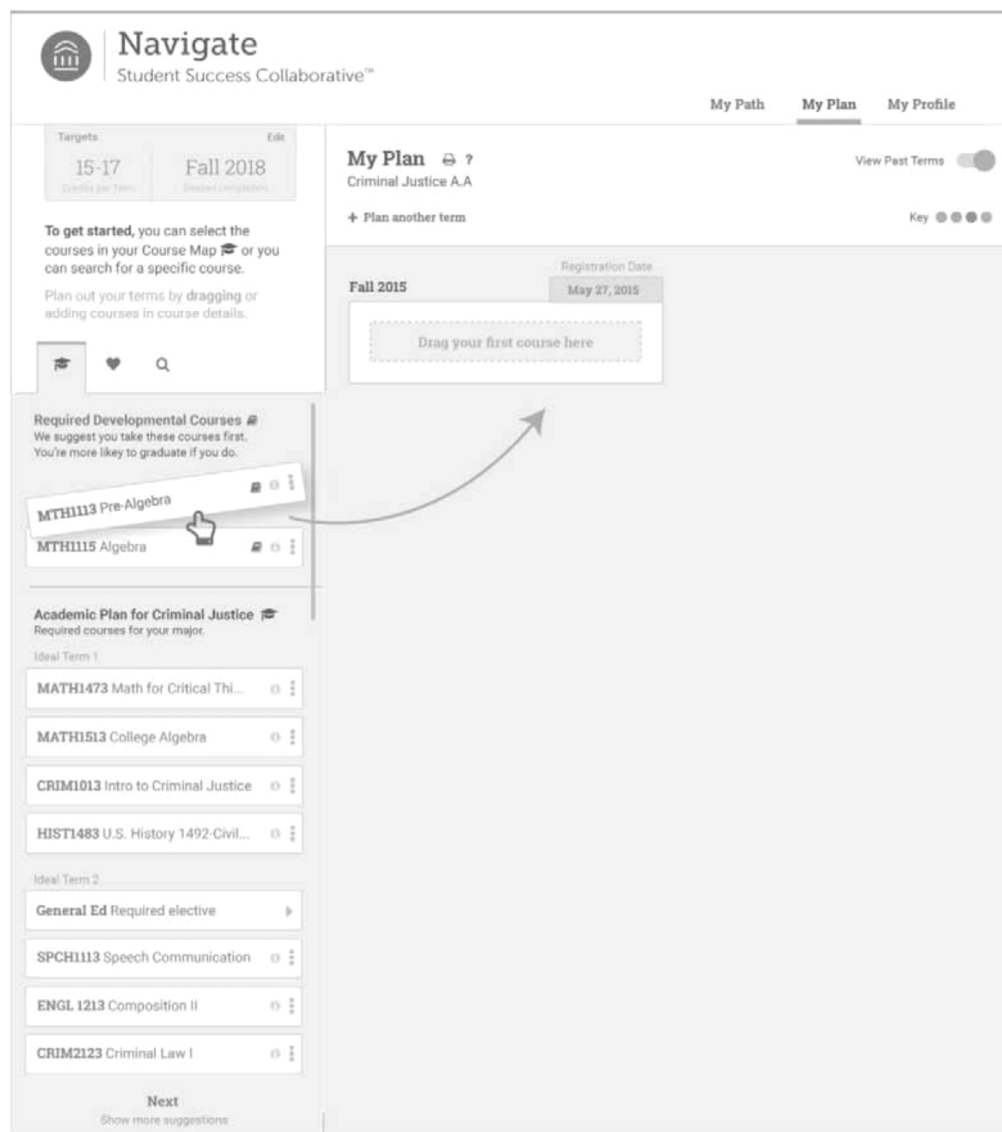 Navigate
Student Success Collaborative™
My Path My Plan My Profile
Targets Edit
15-17 Fall 2018
Credits per Term Desired completion
To get started, you can select the
courses in your Course Map or you
can search for a specific course.
Plan out your terms by dragging or
adding courses in course details.
Required Developmental Courses
We suggest you take these courses first.
You're more likey to graduate if you do.
MTH1113 Pre-Algebra
MTH1115 Algebra
Academic Plan for Criminal Justice
Required courses for your major.
Ideal Term 1
MATH1473 Math for Critical Thi...
MATH1513 College Algebra
CRIM1013 Intro to Criminal Justice
HIST1483 U.S. History 1492-Civil...
Ideal Term 2
General Ed Required elective
SPCH1113 Speech Communication
ENGL 1213 Composition II
CRIM2123 Criminal Law I
Next
Show more suggestions
My Plan ?
Criminal Justice A.A
View Past Terms
+ Plan another term
Key
Registration Date
Fall 2015 May 27, 2015
Drag your first course here